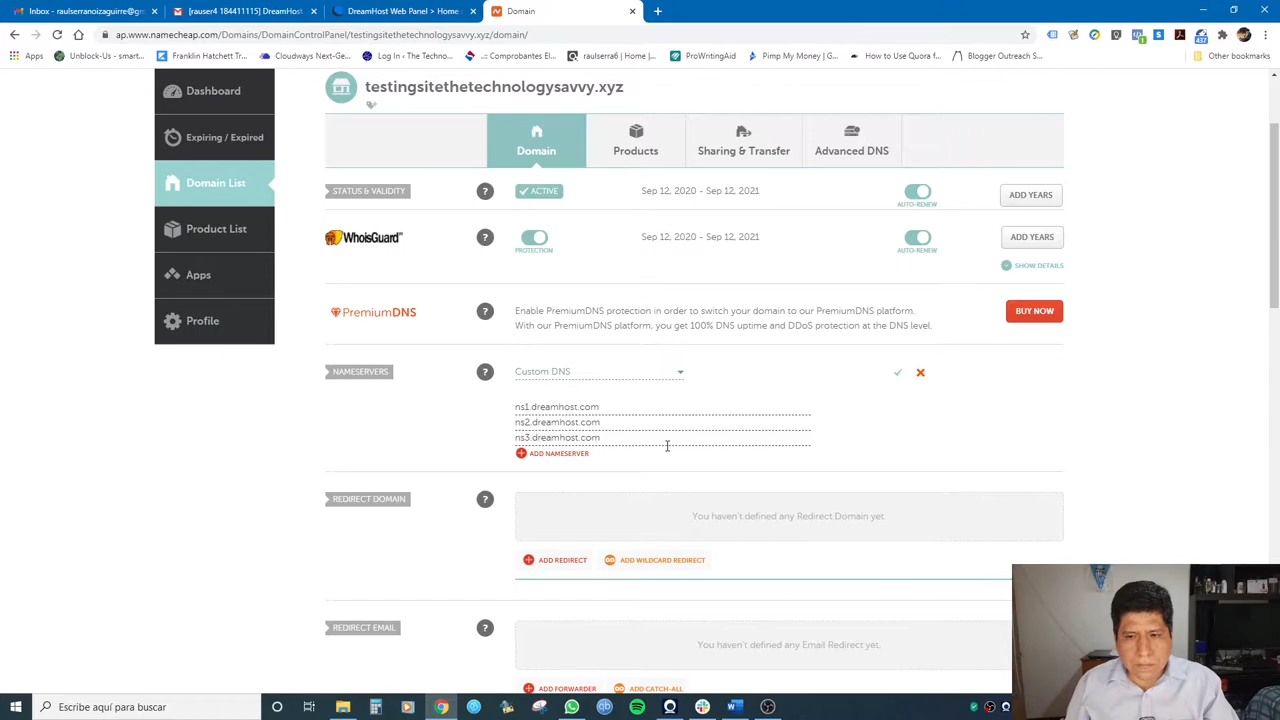 Inbox - raulserranoizaguirre@gr
[rauser4 184411115] DreamHost
DreamHost Web Panel > Home
Domain
ap.www.namecheap.com/Domains/DomainControlPanel/testingsitethetechnologysavvy.xyz/domain/
Apps
Unblock-Us - smart...
Franklin Hatchett Tr...
Cloudways Next-Ge...
Log In ‹ The Techno...
..:: Comprobantes El...
raulserra6 | Home |...
ProWritingAid
Pimp My Money | G...
How to Use Quora f...
Blogger Outreach S...
Other bookmarks
testingsitethetechnologysavvy.xyz
Dashboard
Expiring / Expired
Domain List
Product List
Apps
Profile
Domain
Products
Sharing & Transfer
Advanced DNS
STATUS & VALIDITY
?
ACTIVE
Sep 12, 2020 - Sep 12, 2021
AUTO-RENEW
ADD YEARS
WhoisGuard
?
PROTECTION
Sep 12, 2020 - Sep 12, 2021
AUTO-RENEW
ADD YEARS
SHOW DETAILS
PremiumDNS
?
Enable PremiumDNS protection in order to switch your domain to our PremiumDNS platform.
With our PremiumDNS platform, you get 100% DNS uptime and DDoS protection at the DNS level.
BUY NOW
NAMESERVERS
?
Custom DNS
ns1.dreamhost.com
ns2.dreamhost.com
ns3.dreamhost.com
ADD NAMESERVER
REDIRECT DOMAIN
?
You haven't defined any Redirect Domain yet.
ADD REDIRECT
ADD WILDCARD REDIRECT
REDIRECT EMAIL
?
You haven't defined any Email Redirect yet.
ADD FORWARDER
ADD CATCH-ALL
Escribe aquí para buscar